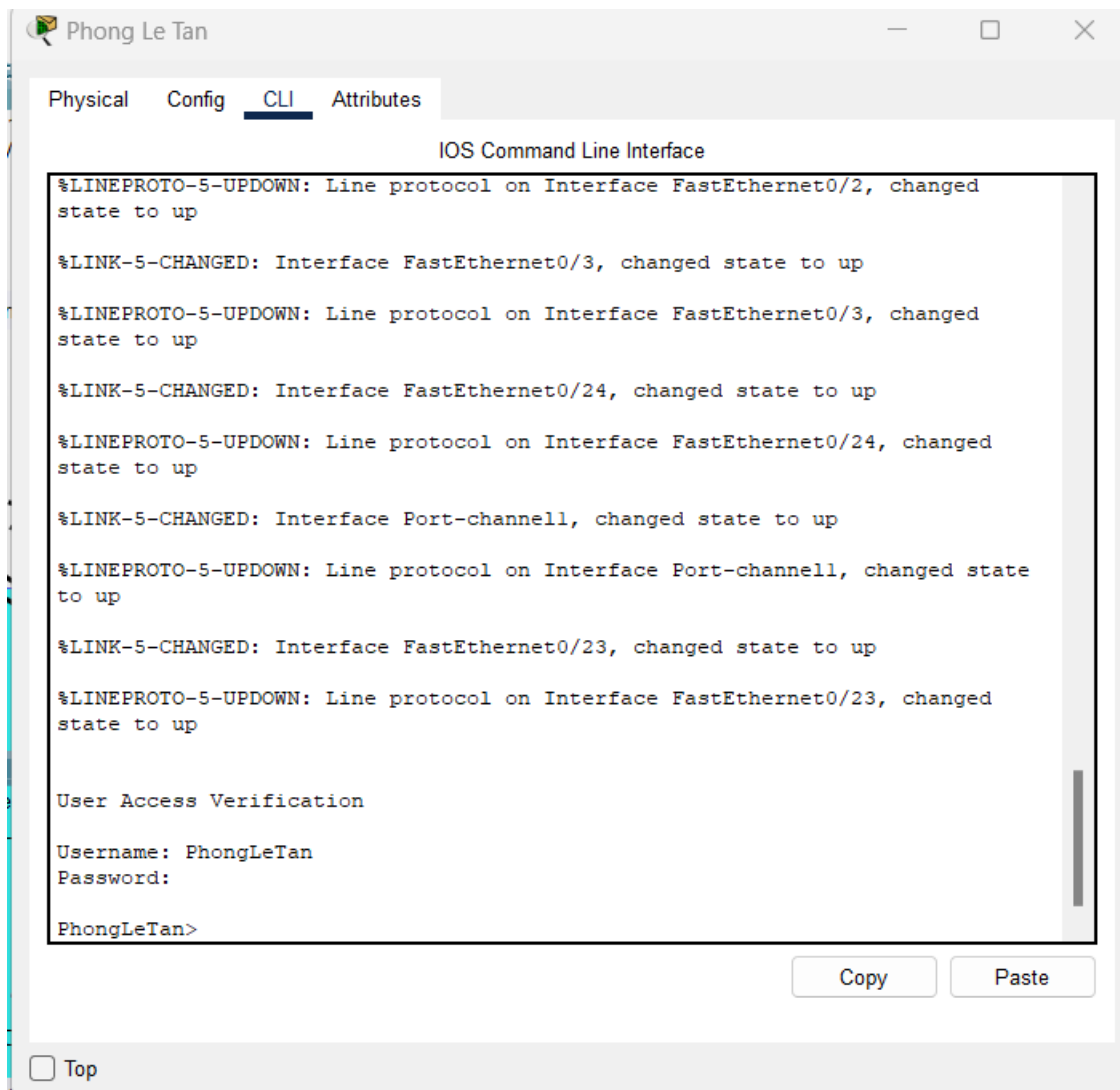 Phong Le Tan
Physical Config CLI Attributes
IOS Command Line Interface
%LINEPROTO-5-UPDOWN: Line protocol on Interface FastEthernet0/2, changed
state to up
%LINK-5-CHANGED: Interface FastEthernet0/3, changed state to up
%LINEPROTO-5-UPDOWN: Line protocol on Interface FastEthernet0/3, changed
state to up
%LINK-5-CHANGED: Interface FastEthernet0/24, changed state to up
%LINEPROTO-5-UPDOWN: Line protocol on Interface FastEthernet0/24, changed
state to up
%LINK-5-CHANGED: Interface Port-channel1, changed state to up
%LINEPROTO-5-UPDOWN: Line protocol on Interface Port-channel1, changed state
to up
%LINK-5-CHANGED: Interface FastEthernet0/23, changed state to up
%LINEPROTO-5-UPDOWN: Line protocol on Interface FastEthernet0/23, changed
state to up
User Access Verification
Username: PhongLeTan
Password:
PhongLeTan>
Copy Paste
Top